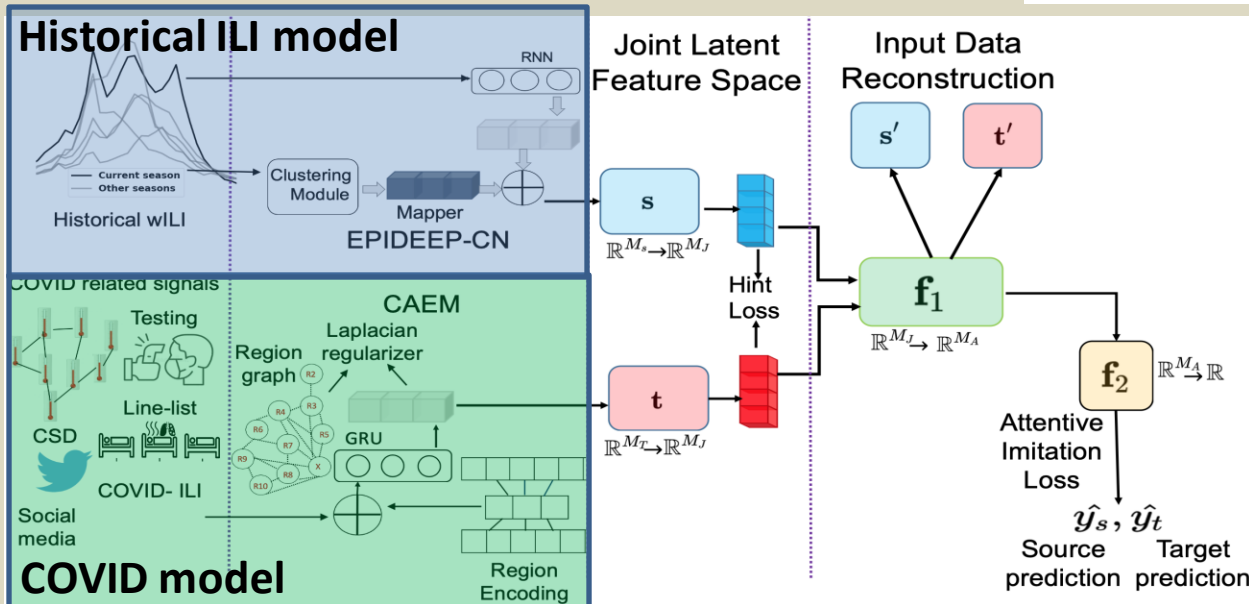 Historical ILI model
RNN
Current season
Other seasons
Historical wILI
Clustering
Module
Mapper
EPIDEEP-CN
Joint Latent
Feature Space
Input Data
Reconstruction
s
ℝ^{M_s}→ℝ^{M_J}
Hint
Loss
s′
t′
f₁
ℝ^{M_J}→ ℝ^{M_A}
f₂
ℝ^{M_A}→ℝ
Attentive
Imitation
Loss
ŷ_s, ŷ_t
Source
prediction
Target
prediction
COVID related signals
Testing
Line-list
CSD
COVID- ILI
Social
media
COVID model
CAEM
Laplacian
regularizer
Region
graph
R2
R4
R3
R6
R5
R7
R9
R8
X
R10
GRU
Region
Encoding
t
ℝ^{M_T}→ℝ^{M_J}